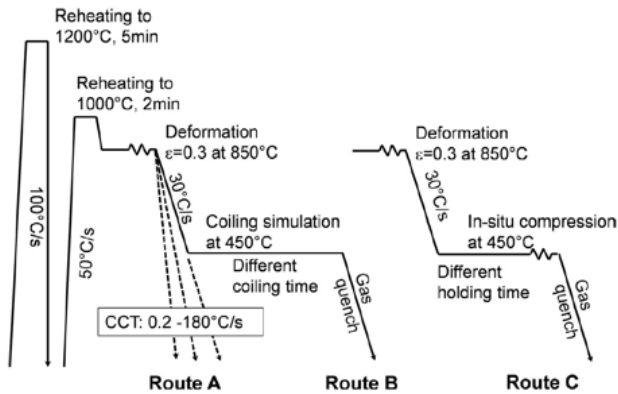 Reheating to
1200°C, 5min
Reheating to
1000°C, 2min
Deformation
ε=0.3 at 850°C
Deformation
ε=0.3 at 850°C
100°C/s
50°C/s
30°C/s
30°C/s
Coiling simulation
at 450°C
Different
coiling time
In-situ compression
at 450°C
Different
holding time
Gas
quench
Gas
quench
CCT: 0.2 -180°C/s
Route A
Route B
Route C